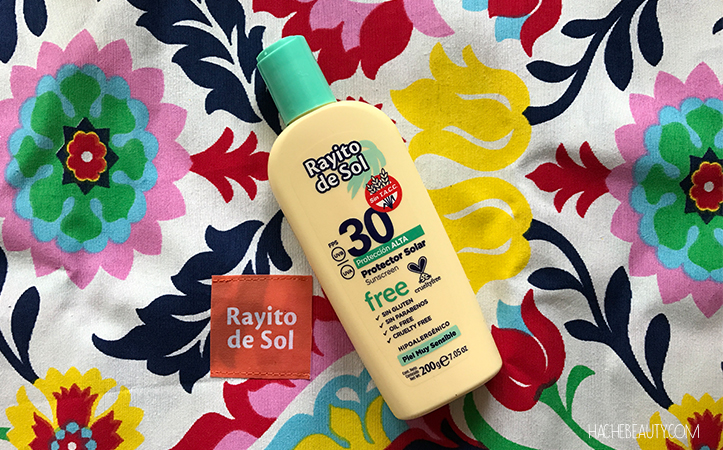 Rayito
de Sol
Sin T.A.C.C.
FPS
30
UVB
UVA
Protección ALTA
Protector Solar
Sunscreen
free
crueltyfree
✓ SIN GLUTEN
✓ SIN PARABENOS
✓ OIL FREE
✓ CRUELTY FREE
HIPOALERGÉNICO
Piel Muy Sensible
200g e 7.05 oz
Rayito
de Sol
HACHEBEAUTY.COM